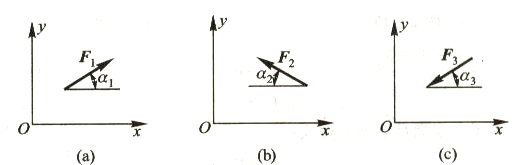 y F₁ α₁ O x
(a)
y F₂ α₂ O x
(b)
y F₃ α₃ O x
(c)